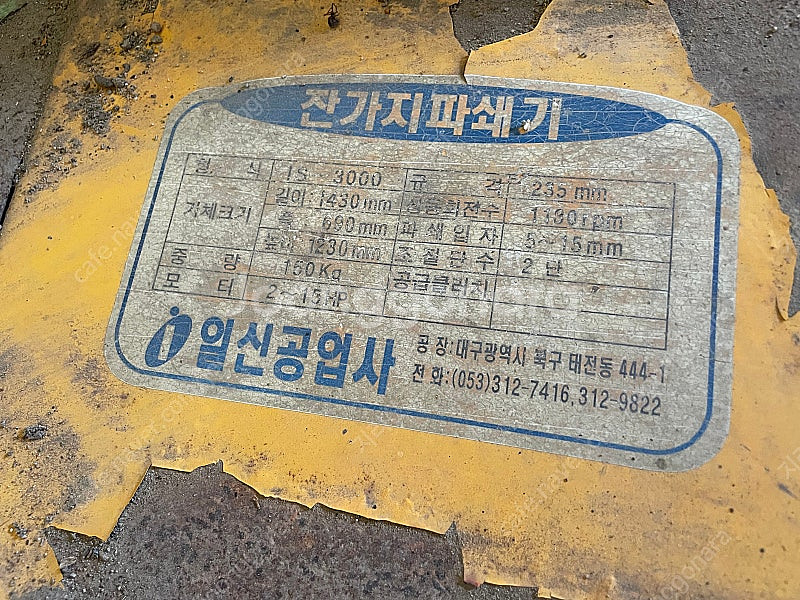 잔가지파쇄기
형 식 IS - 3000 규 격 235 mm
기체크기 길이: 1430mm 회전수 1180rpm
폭 690mm 파쇄입자 5~15mm
높이 1230mm 조절단수 2 단
중 량 150Kg 공급클러치 "
모 터 2~15HP
일신공업사
공 장:대구광역시 북구 태전동 444-1
전 화:(053)312-7416, 312-9822